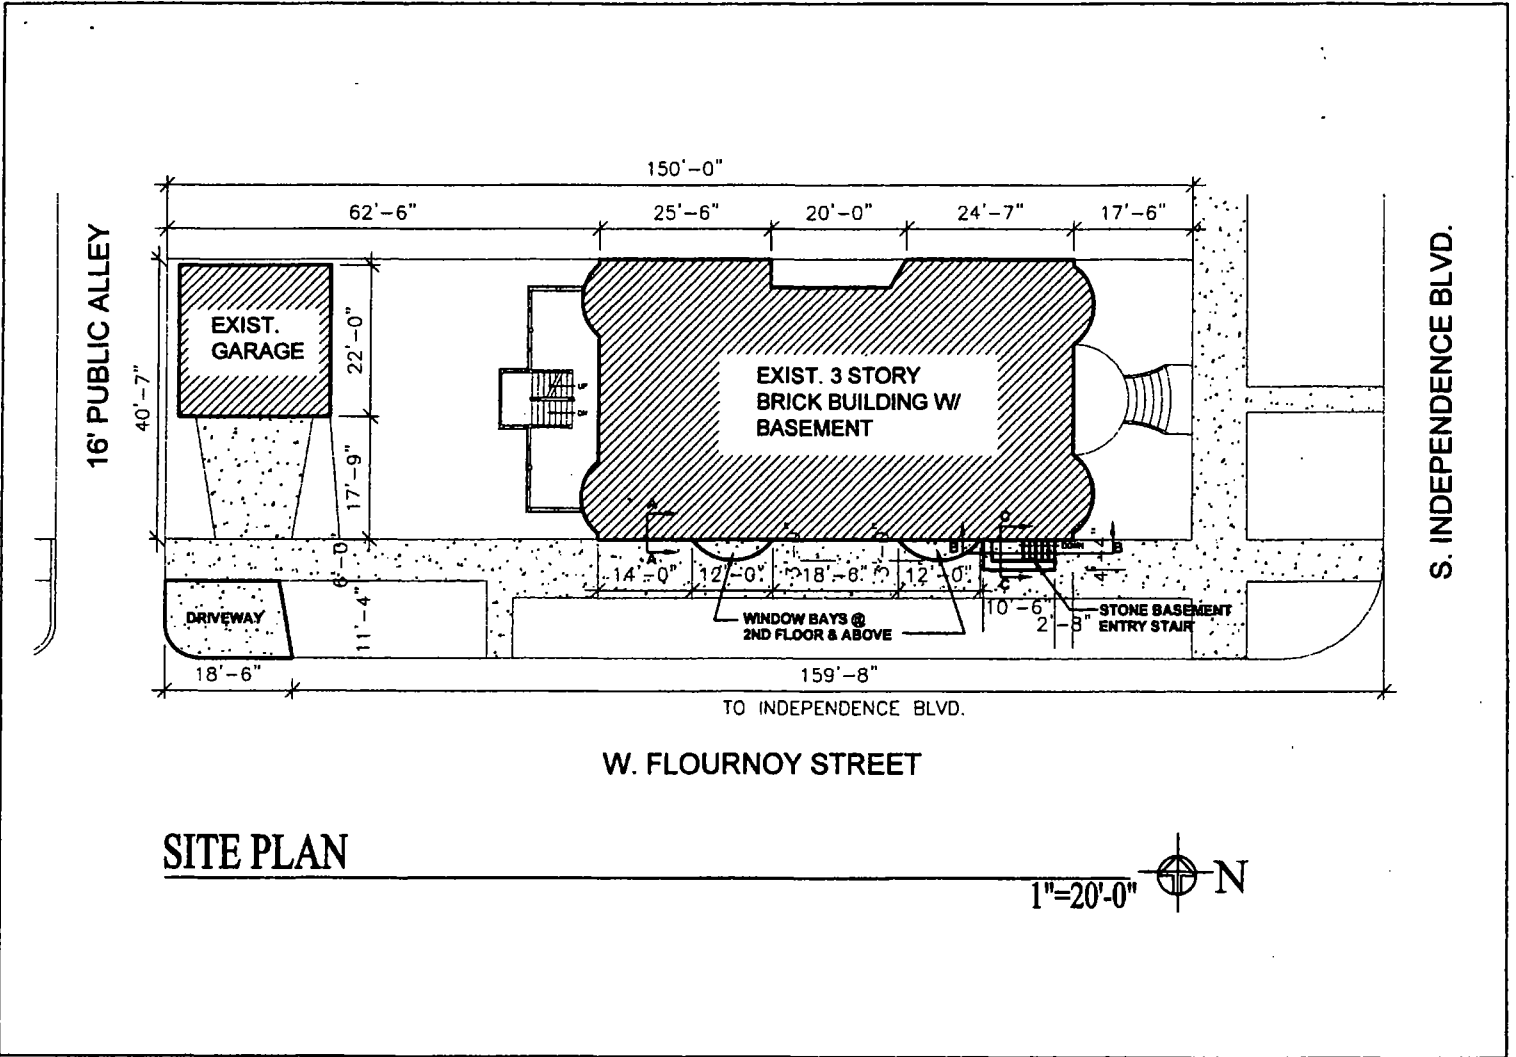 150'-0"
62'-6"
25'-6"
20'-0"
24'-7"
17'-6"
16' PUBLIC ALLEY
40'-7"
EXIST.
GARAGE
22'-0"
17'-9"
6'-0"
11'-4"
UP
DN
EXIST. 3 STORY
BRICK BUILDING W/
BASEMENT
S. INDEPENDENCE BLVD.
A
A
B
B
C
C
DOWN
14'-0"
12'-0"
18'-6"
12'-0"
10'-6"
2'-8"
WINDOW BAYS @
2ND FLOOR & ABOVE
STONE BASEMENT
ENTRY STAIR
DRIVEWAY
18'-6"
159'-8"
TO INDEPENDENCE BLVD.
W. FLOURNOY STREET
SITE PLAN
1"=20'-0"
N